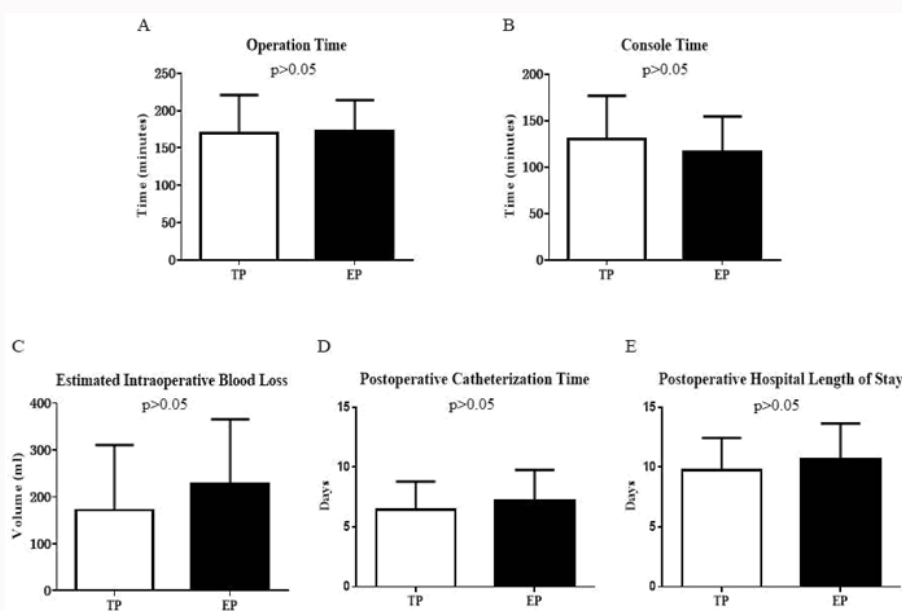 A
Operation Time
p>0.05
250
200
150
100
50
0
Time (minutes)
TP EP
B
Console Time
p>0.05
200
150
100
50
0
Time (minutes)
TP EP
C
Estimated Intraoperative Blood Loss
p>0.05
400
300
200
100
0
Volume (ml)
TP EP
D
Postoperative Catheterization Time
p>0.05
15
10
5
0
Days
TP EP
E
Postoperative Hospital Length of Stay
p>0.05
15
10
5
0
Days
TP EP